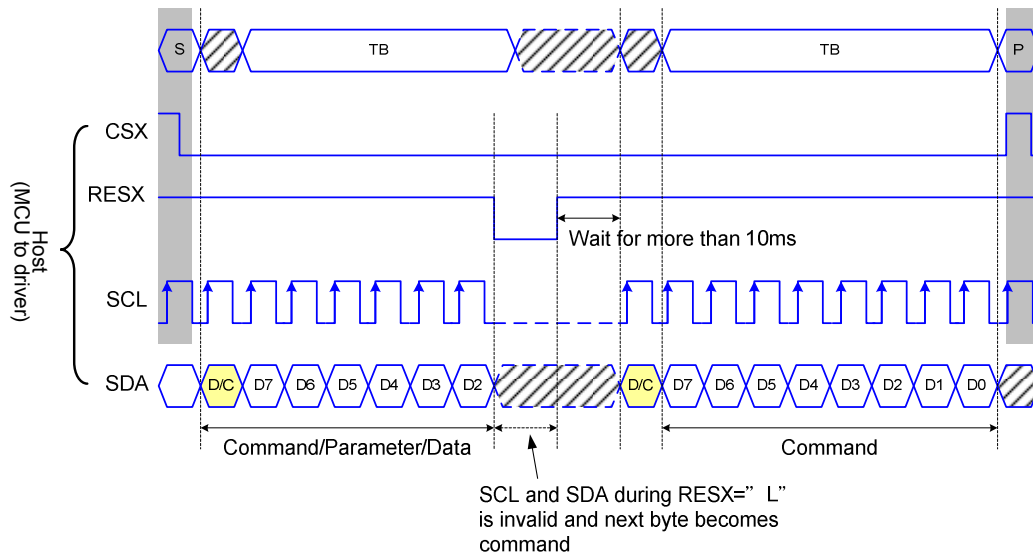 S TB TB P
CSX
RESX
Wait for more than 10ms
Host
(MCU to driver)
SCL
SDA D/C D7 D6 D5 D4 D3 D2 D/C D7 D6 D5 D4 D3 D2 D1 D0
Command/Parameter/Data Command
SCL and SDA during RESX=” L”
is invalid and next byte becomes
command